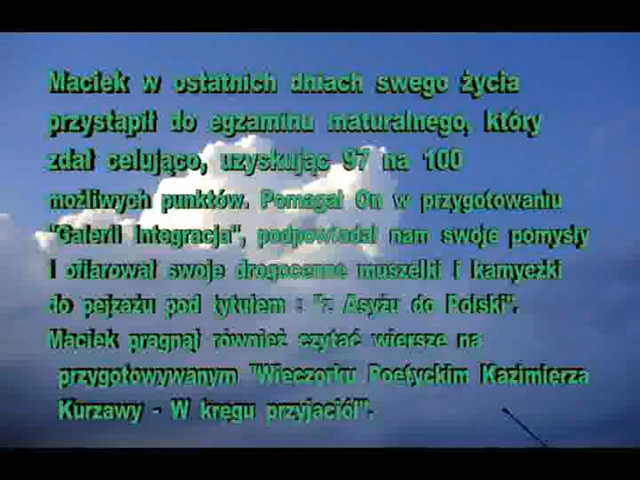 Maciek w ostatnich dniach swego życia
przystąpił do egzaminu maturalnego, który
zdał celująco, uzyskując 97 na 100
możliwych punktów. Pomagał On w przygotowaniu
"Galerii Integracja", podpowiadał nam swoje pomysły
i ofiarował swoje drogocenne muszelki i kamyczki
do pejzażu pod tytułem : "z Asyżu do Polski".
Maciek pragnął również czytać wiersze na
przygotowywanym "Wieczorku Poetyckim Kazimierza
Kurzawy - W kręgu przyjaciół".